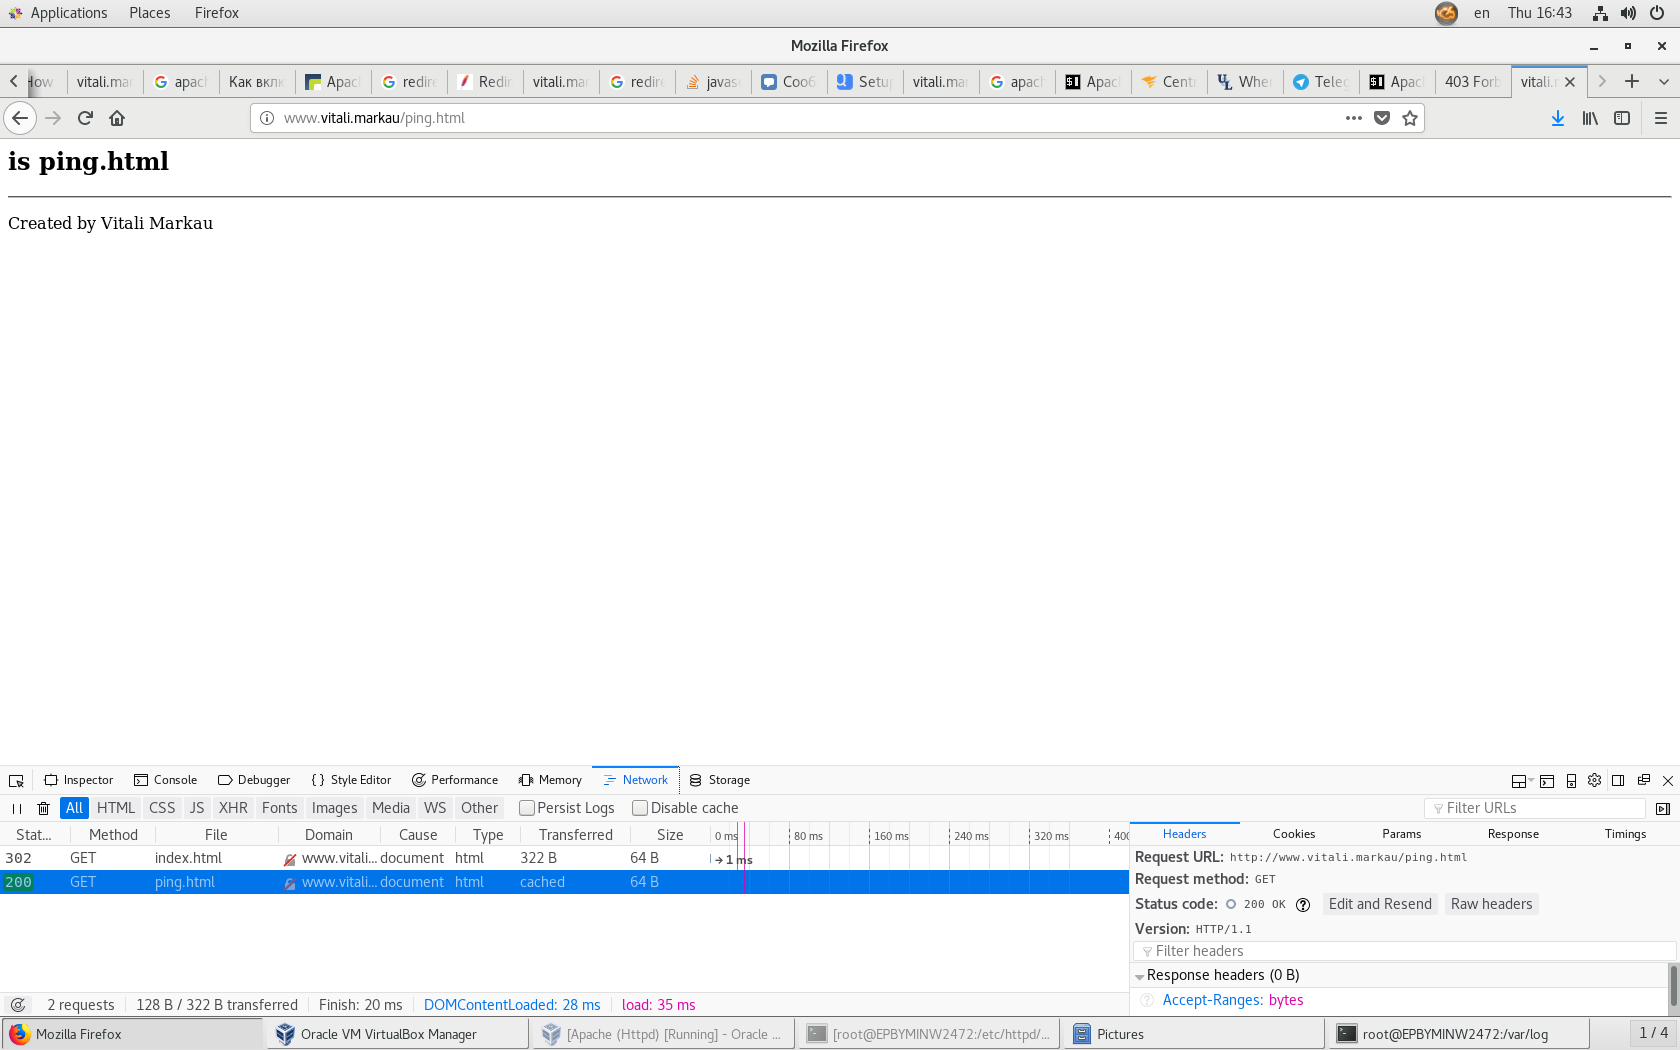 Applications Places Firefox en Thu 16:43
Mozilla Firefox
How vitali.mar apach Как вклю Apach redire Redir vitali.mar redire javas Сооб Setup vitali.mar apach Apac Centr Wher Teleg Apac 403 Forb vitali.r
www.vitali.markau/ping.html
is ping.html
Created by Vitali Markau
Inspector Console Debugger Style Editor Performance Memory Network Storage
All HTML CSS JS XHR Fonts Images Media WS Other Persist Logs Disable cache Filter URLs
Stat... Method File Domain Cause Type Transferred Size 0 ms 80 ms 160 ms 240 ms 320 ms 400 Headers Cookies Params Response Timings
302 GET index.html www.vitali... document html 322 B 64 B → 1 ms
200 GET ping.html www.vitali... document html cached 64 B
Request URL: http://www.vitali.markau/ping.html
Request method: GET
Status code: 200 OK Edit and Resend Raw headers
Version: HTTP/1.1
Filter headers
Response headers (0 B)
Accept-Ranges: bytes
2 requests 128 B / 322 B transferred Finish: 20 ms DOMContentLoaded: 28 ms load: 35 ms
Mozilla Firefox Oracle VM VirtualBox Manager [Apache (Httpd) [Running] - Oracle ... [root@EPBYMINW2472:/etc/httpd/... Pictures root@EPBYMINW2472:/var/log 1 / 4